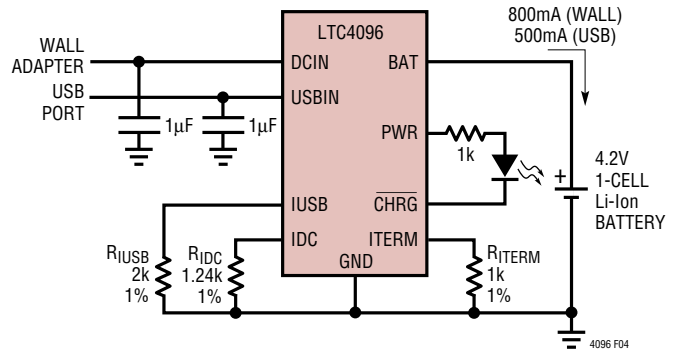 800mA (WALL)
500mA (USB)
LTC4096
WALL
ADAPTER
DCIN
BAT
USB
PORT
USBIN
1µF
1µF
PWR
1k
+
4.2V
1-CELL
Li-Ion
BATTERY
IUSB
CHRG
IDC
ITERM
GND
RIUSB
2k
1%
RIDC
1.24k
1%
RITERM
1k
1%
4096 F04